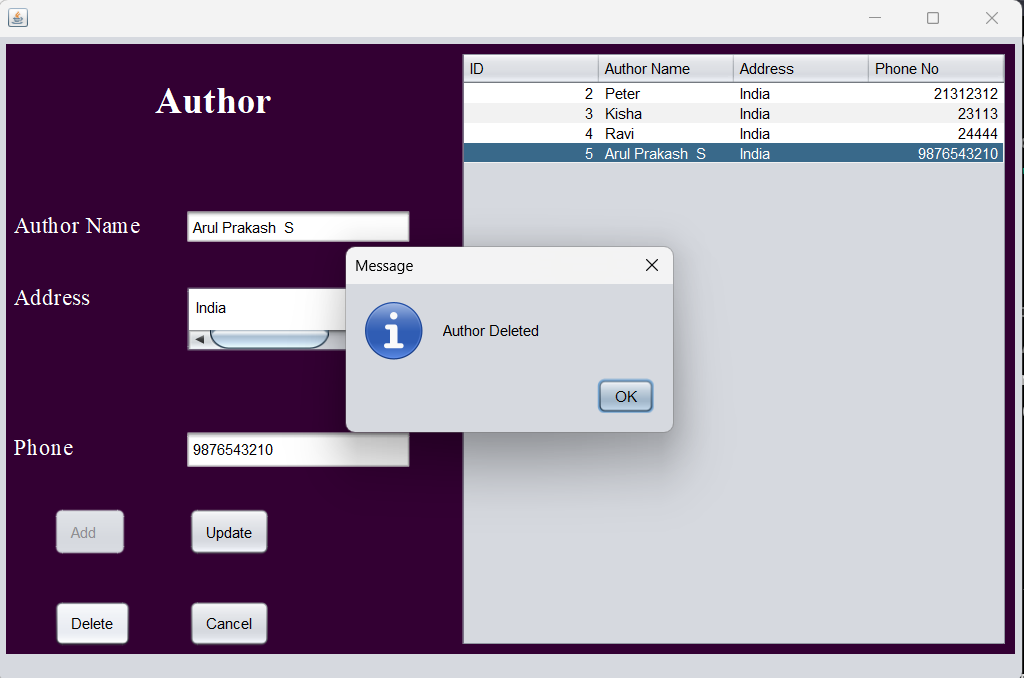 Author
ID Author Name Address Phone No
2 Peter India 21312312
3 Kisha India 23113
4 Ravi India 24444
5 Arul Prakash  S India 9876543210
Author Name Arul Prakash  S
Address India
Message
Author Deleted
OK
Phone 9876543210
Add Update
Delete Cancel